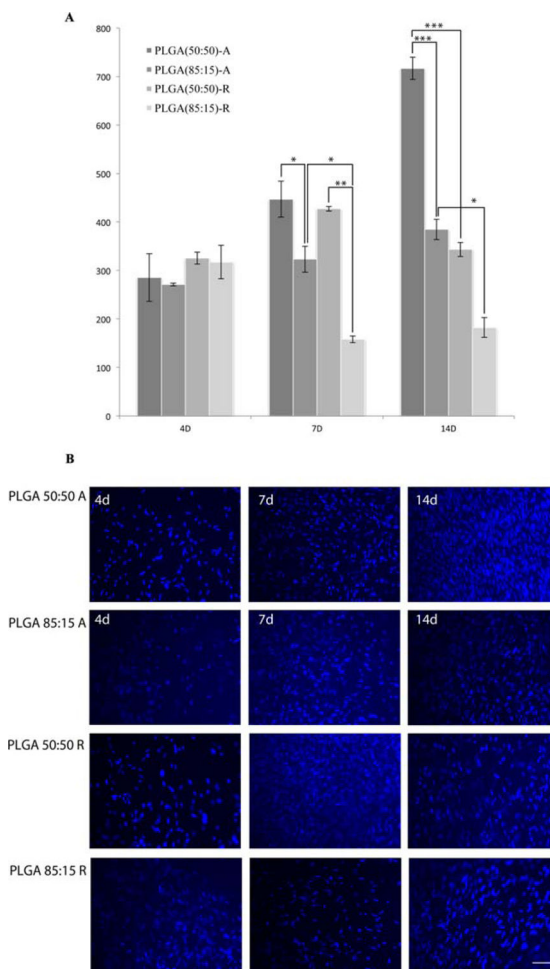 A
PLGA(50:50)-A
PLGA(85:15)-A
PLGA(50:50)-R
PLGA(85:15)-R
800
700
600
500
400
300
200
100
0
* * **
*** *** *
4D 7D 14D
B
PLGA 50:50 A 4d 7d 14d
PLGA 85:15 A 4d 7d 14d
PLGA 50:50 R
PLGA 85:15 R